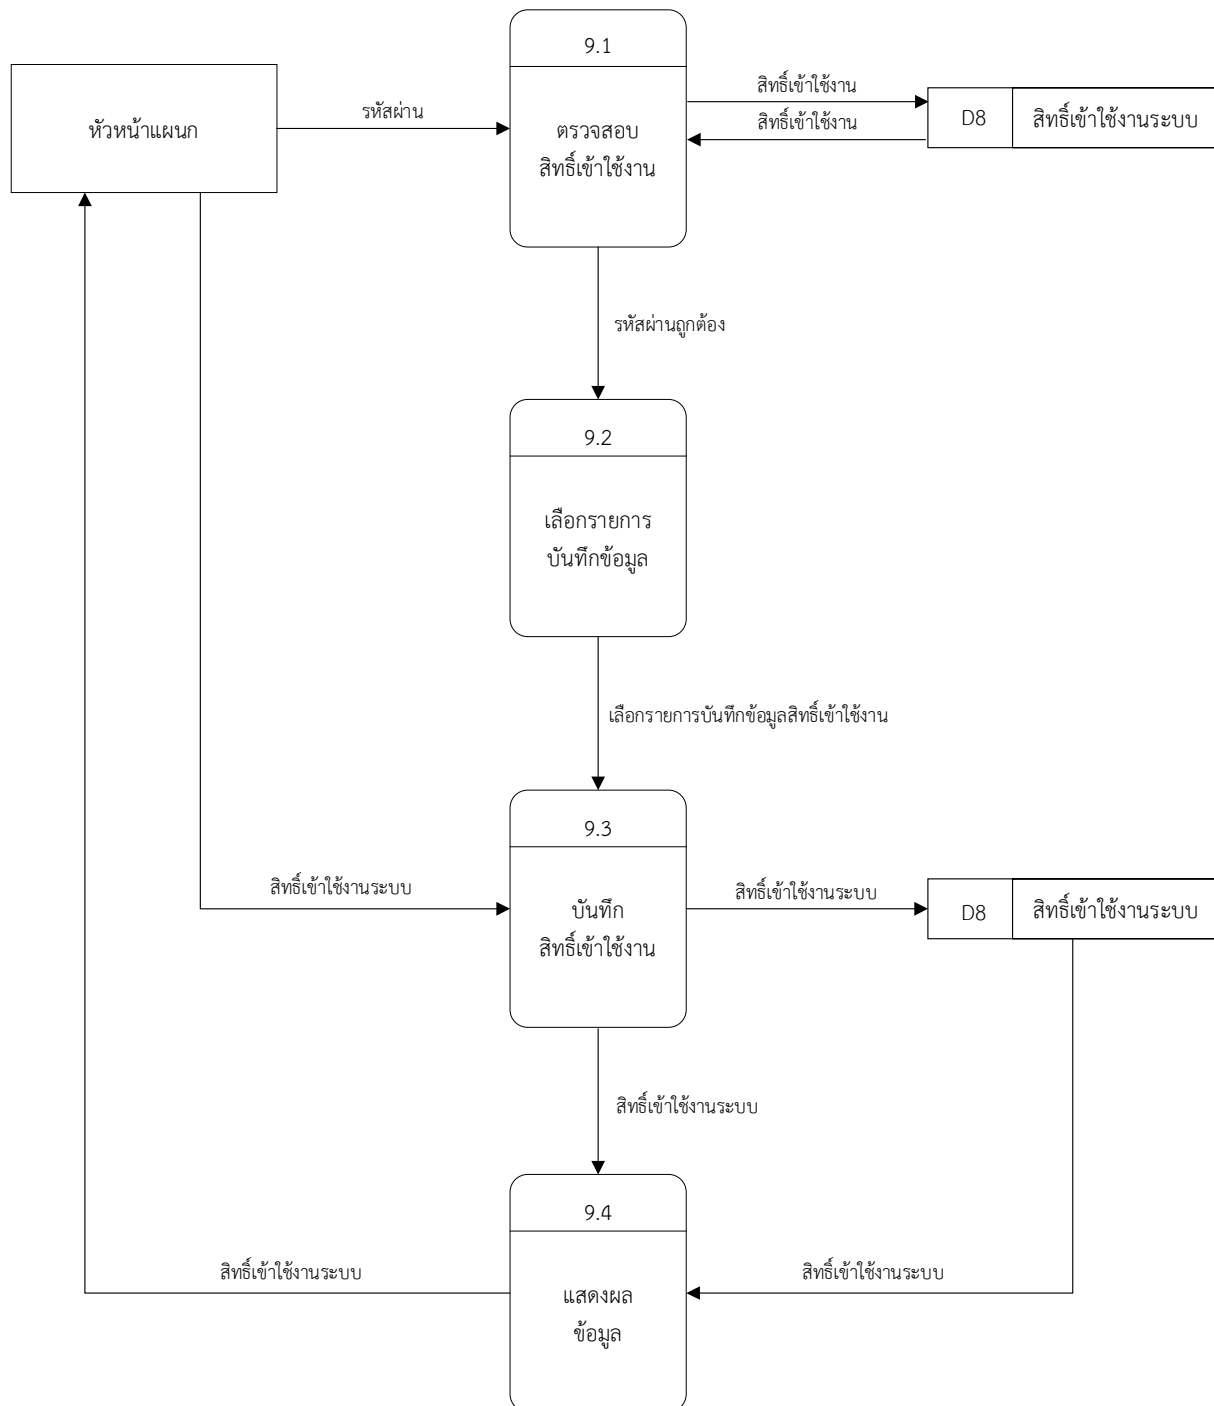 9.1
หัวหน้าแผนก
รหัสผ่าน
ตรวจสอบ
สิทธิ์เข้าใช้งาน
สิทธิ์เข้าใช้งาน
สิทธิ์เข้าใช้งาน
D8
สิทธิ์เข้าใช้งานระบบ
รหัสผ่านถูกต้อง
9.2
เลือกรายการ
บันทึกข้อมูล
เลือกรายการบันทึกข้อมูลสิทธิ์เข้าใช้งาน
9.3
สิทธิ์เข้าใช้งานระบบ
บันทึก
สิทธิ์เข้าใช้งาน
สิทธิ์เข้าใช้งานระบบ
D8
สิทธิ์เข้าใช้งานระบบ
สิทธิ์เข้าใช้งานระบบ
9.4
สิทธิ์เข้าใช้งานระบบ
แสดงผล
ข้อมูล
สิทธิ์เข้าใช้งานระบบ